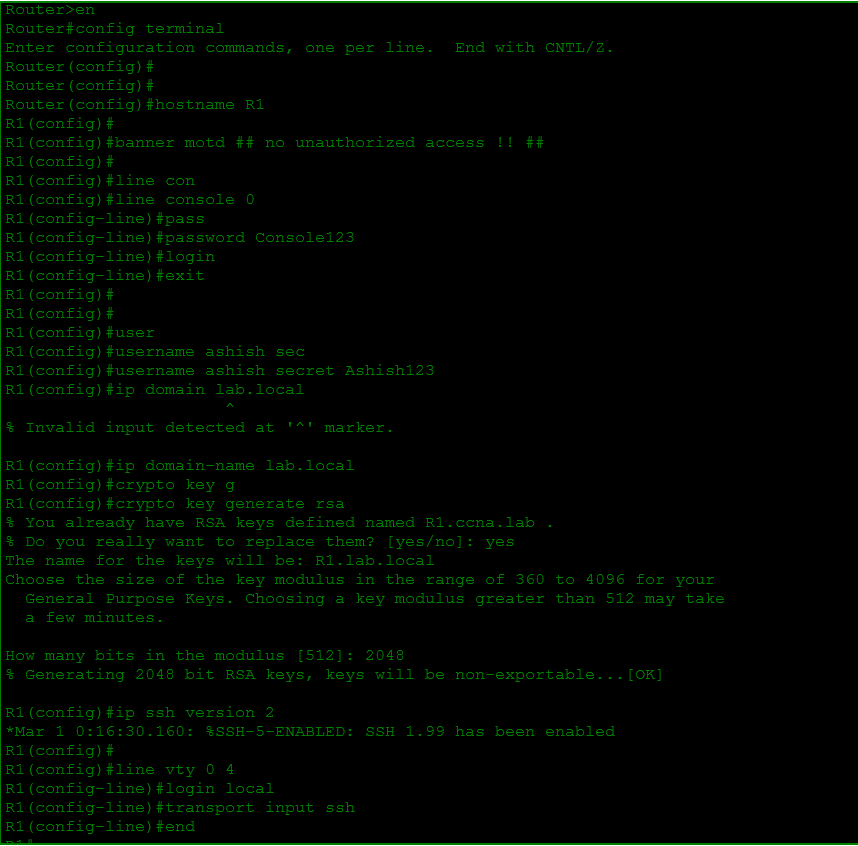 Router>en
Router#config terminal
Enter configuration commands, one per line.  End with CNTL/Z.
Router(config)#
Router(config)#
Router(config)#hostname R1
R1(config)#
R1(config)#banner motd ## no unauthorized access !! ##
R1(config)#
R1(config)#line con
R1(config)#line console 0
R1(config-line)#pass
R1(config-line)#password Console123
R1(config-line)#login
R1(config-line)#exit
R1(config)#
R1(config)#
R1(config)#user
R1(config)#username ashish sec
R1(config)#username ashish secret Ashish123
R1(config)#ip domain lab.local
^
% Invalid input detected at '^' marker.
R1(config)#ip domain-name lab.local
R1(config)#crypto key g
R1(config)#crypto key generate rsa
% You already have RSA keys defined named R1.ccna.lab .
% Do you really want to replace them? [yes/no]: yes
The name for the keys will be: R1.lab.local
Choose the size of the key modulus in the range of 360 to 4096 for your
General Purpose Keys. Choosing a key modulus greater than 512 may take
a few minutes.
How many bits in the modulus [512]: 2048
% Generating 2048 bit RSA keys, keys will be non-exportable...[OK]
R1(config)#ip ssh version 2
*Mar 1 0:16:30.160: %SSH-5-ENABLED: SSH 1.99 has been enabled
R1(config)#
R1(config)#line vty 0 4
R1(config-line)#login local
R1(config-line)#transport input ssh
R1(config-line)#end
R1#